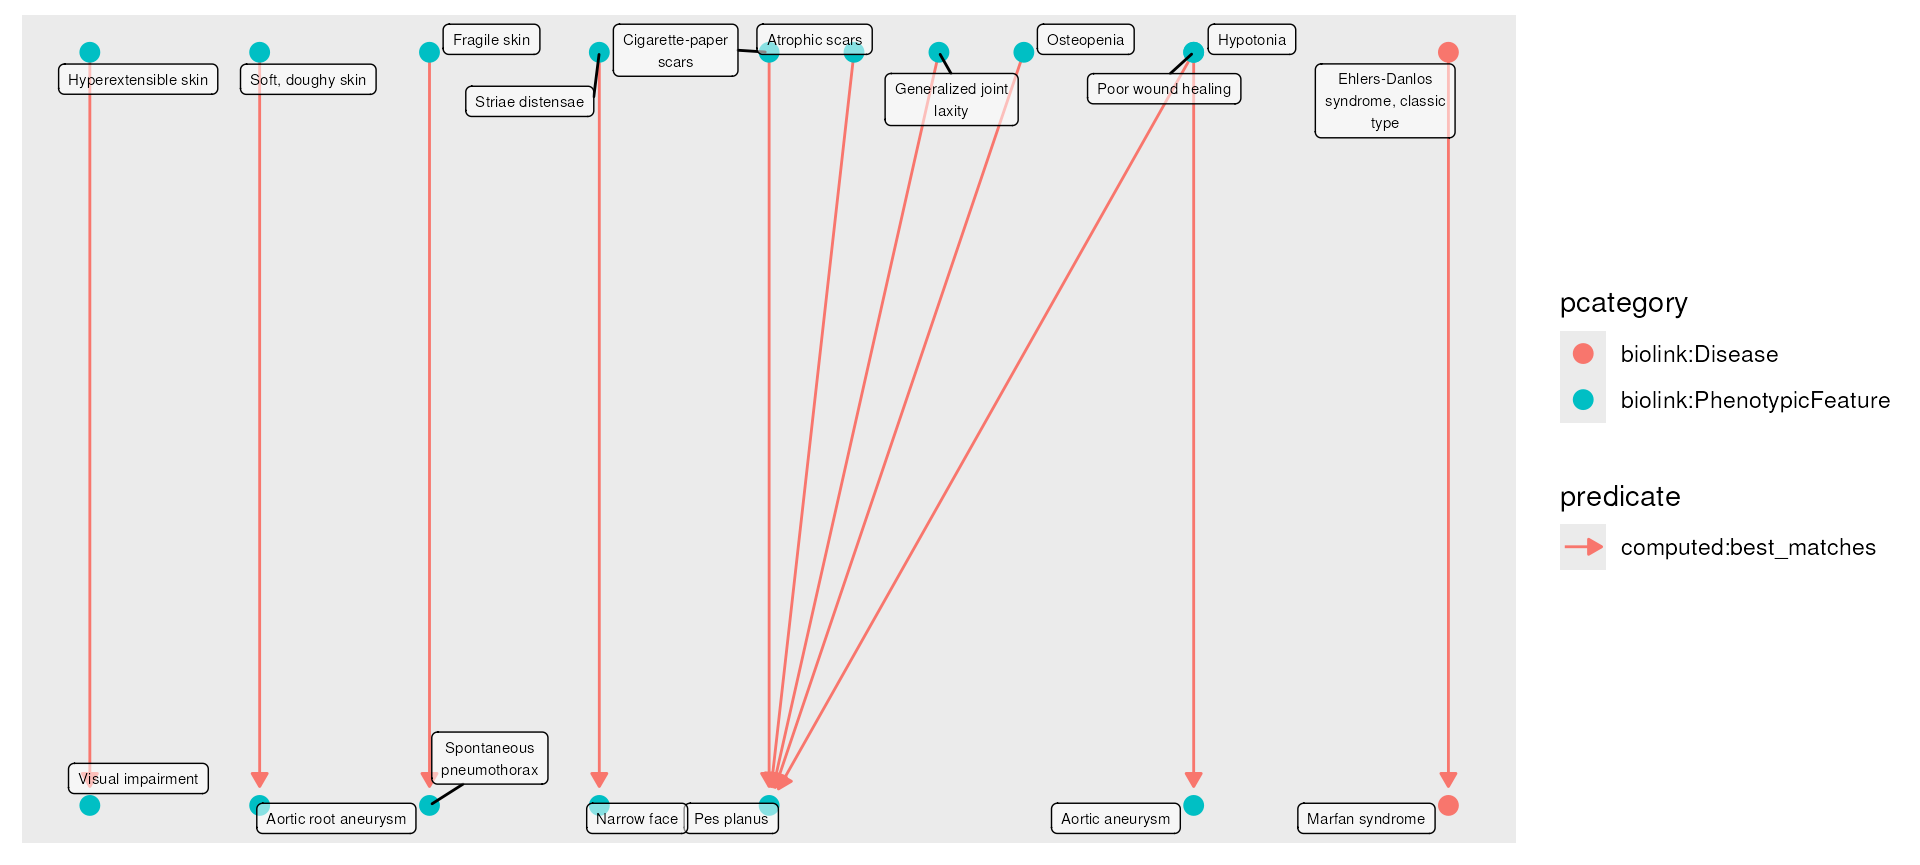 Hyperextensible skin
Soft, doughy skin
Fragile skin
Striae distensae
Cigarette-paper
scars
Atrophic scars
Generalized joint
laxity
Osteopenia
Poor wound healing
Hypotonia
Ehlers-Danlos
syndrome, classic
type
Visual impairment
Aortic root aneurysm
Spontaneous
pneumothorax
Narrow face
Pes planus
Aortic aneurysm
Marfan syndrome
pcategory
biolink:Disease
biolink:PhenotypicFeature
predicate
computed:best_matches